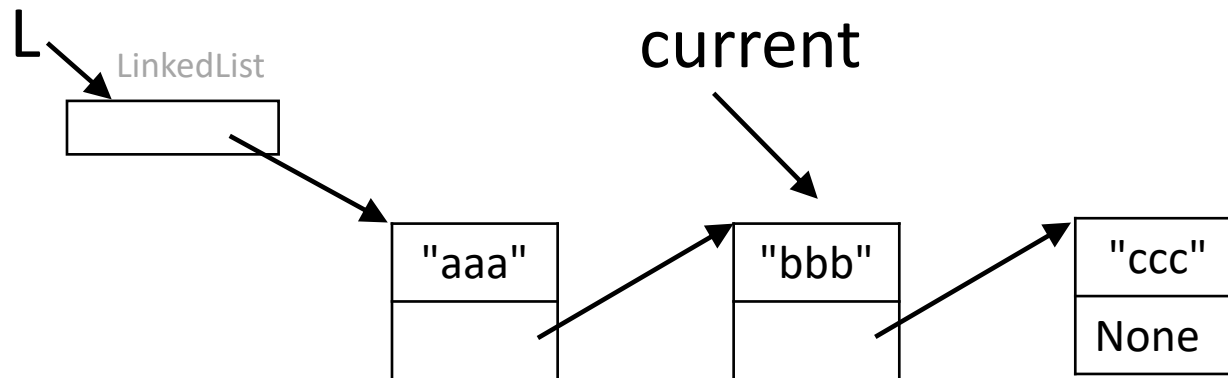 L
LinkedList
current
"aaa"
"bbb"
"ccc"
None